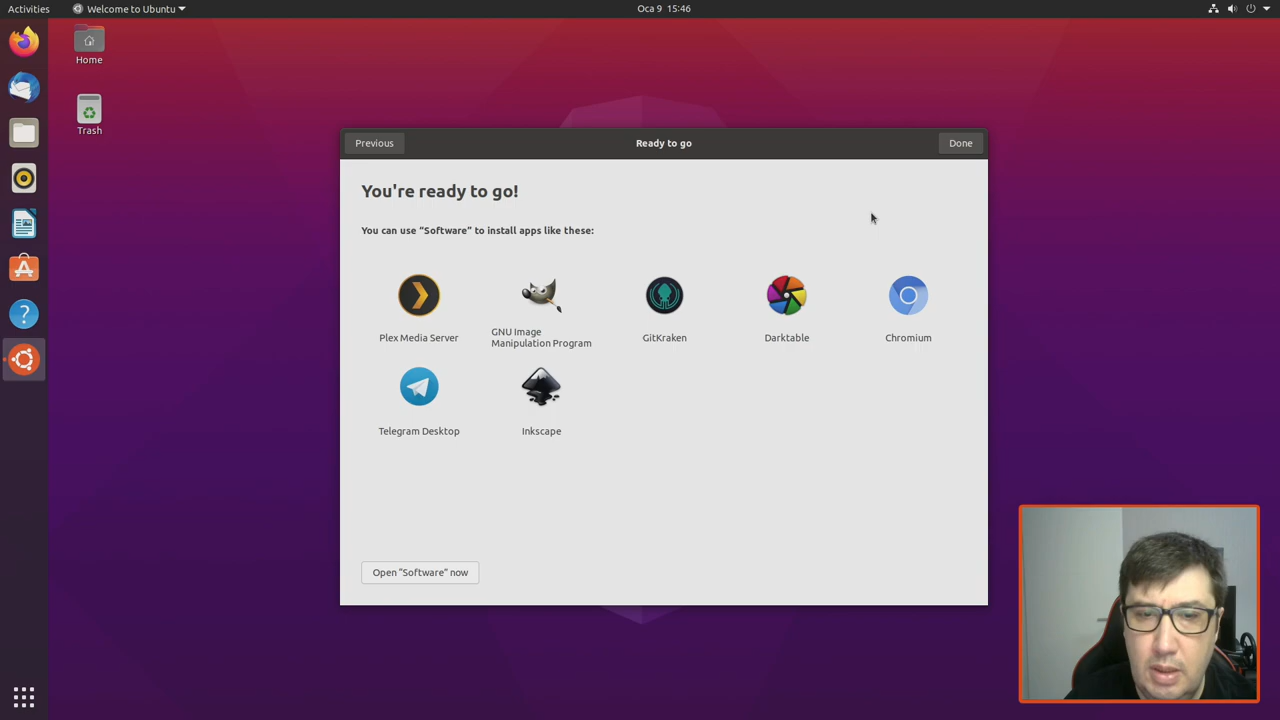 Activities
Welcome to Ubuntu
Oca 9 15:46
Home
Trash
Previous
Ready to go
Done
You're ready to go!
You can use “Software” to install apps like these:
Plex Media Server
GNU Image
Manipulation Program
GitKraken
Darktable
Chromium
Telegram Desktop
Inkscape
Open “Software” now